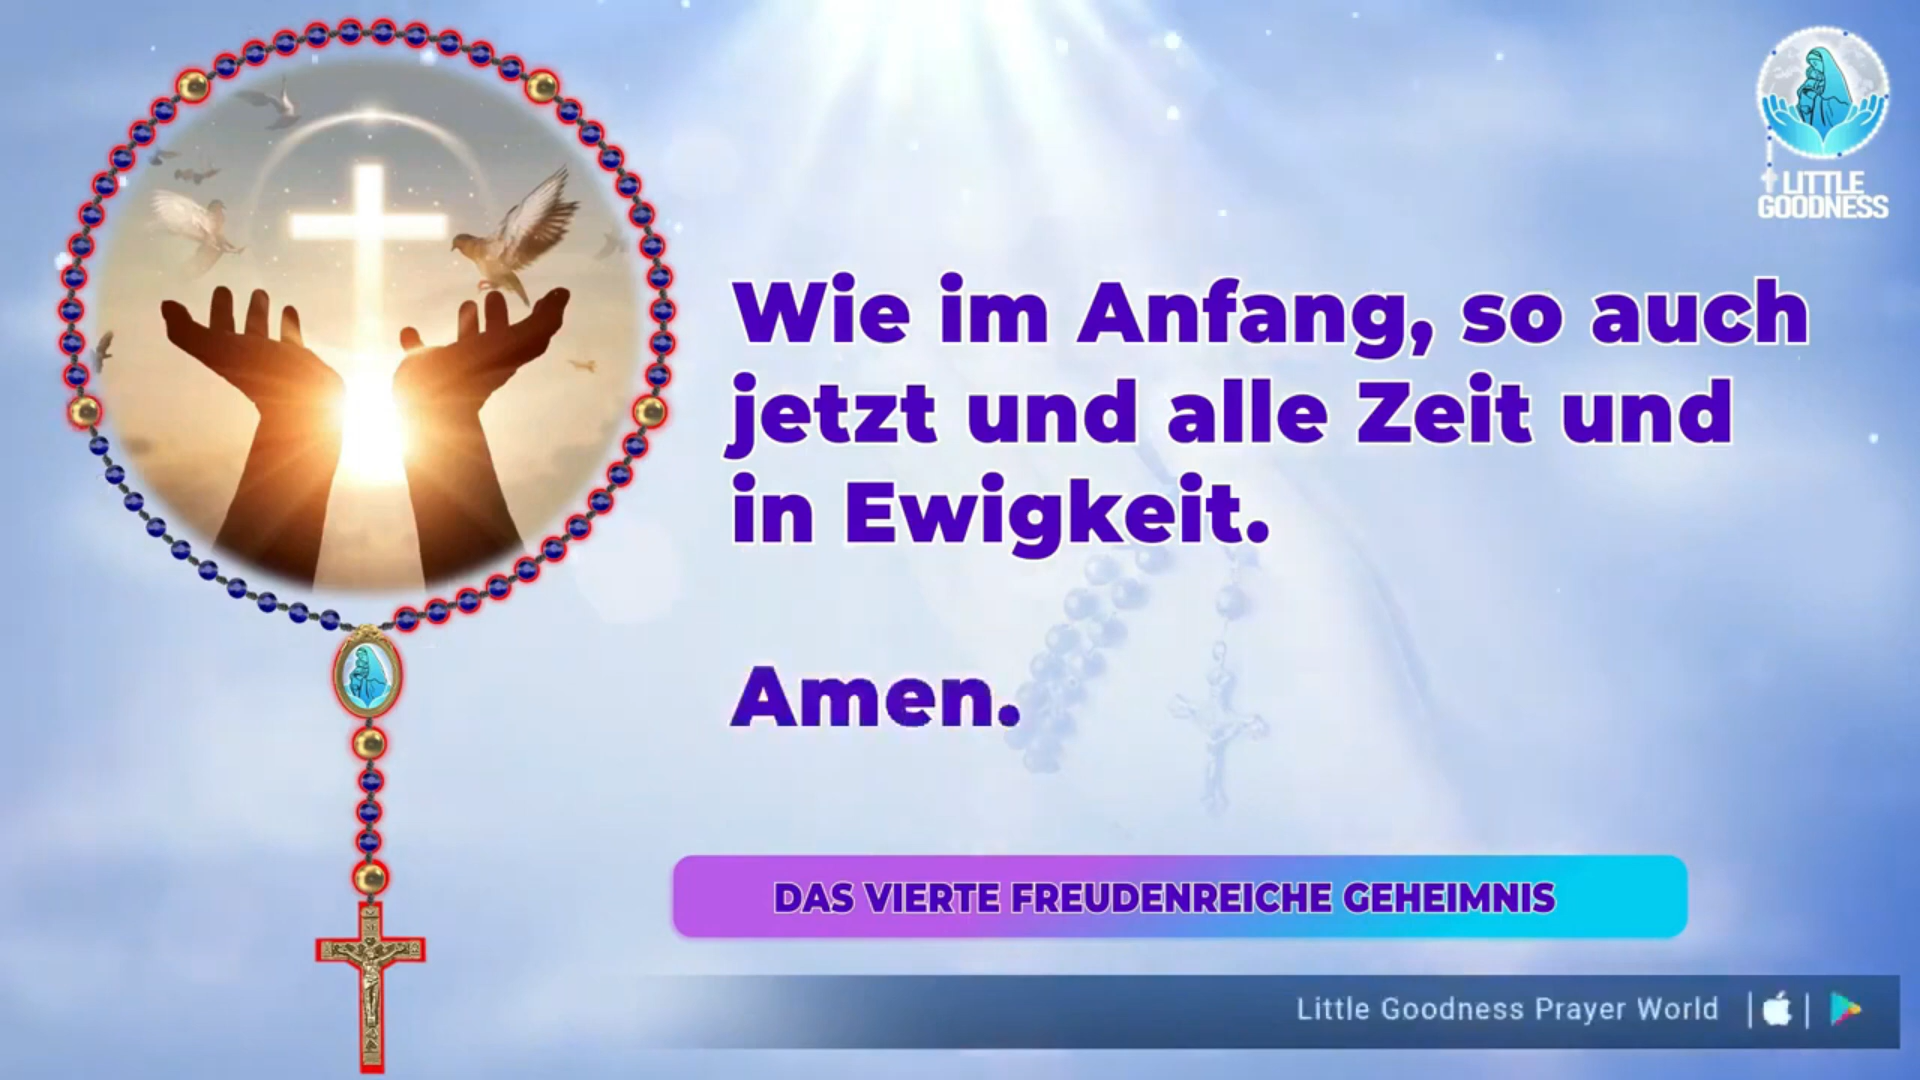 LITTLE
GOODNESS
Wie im Anfang, so auch
jetzt und alle Zeit und
in Ewigkeit.
Amen.
DAS VIERTE FREUDENREICHE GEHEIMNIS
Little Goodness Prayer World